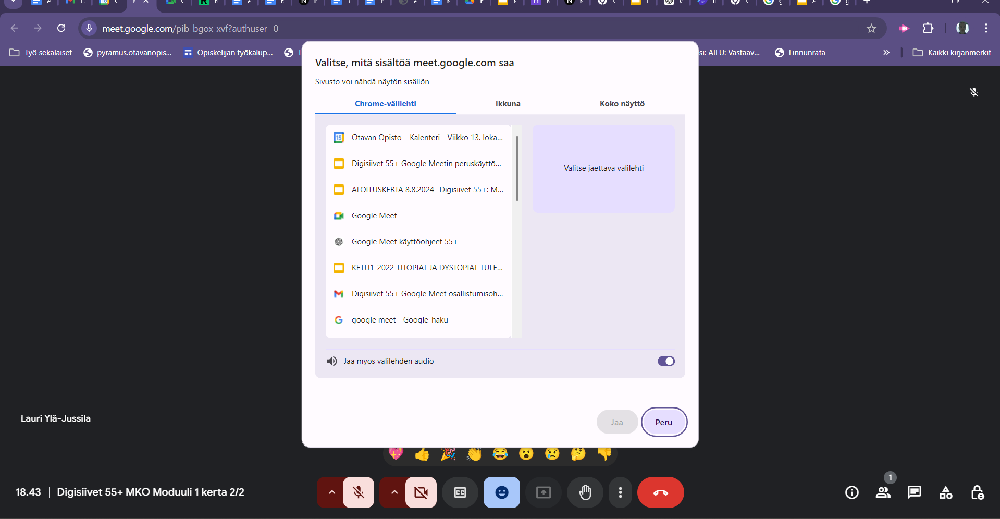 meet.google.com/pib-bgox-xvf?authuser=0
Työ sekalaiset
pyramus.otavanopis...
Opiskelijan työkalup...
si: AILU: Vastaav...
Linnunrata
Kaikki kirjanmerkit
Valitse, mitä sisältöä meet.google.com saa
Sivusto voi nähdä näytön sisällön
Chrome-välilehti
Ikkuna
Koko näyttö
15 Otavan Opisto – Kalenteri - Viikko 13. loka...
Digisiivet 55+ Google Meetin peruskäyttö...
ALOITUSKERTA 8.8.2024_ Digisiivet 55+: M...
Google Meet
Google Meet käyttöohjeet 55+
KETU1_2022_UTOPIAT JA DYSTOPIAT TULE...
Digisiivet 55+ Google Meet osallistumisoh...
google meet - Google-haku
Valitse jaettava välilehti
Jaa myös välilehden audio
Jaa
Peru
Lauri Ylä-Jussila
18.43 | Digisiivet 55+ MKO Moduuli 1 kerta 2/2
CC
1